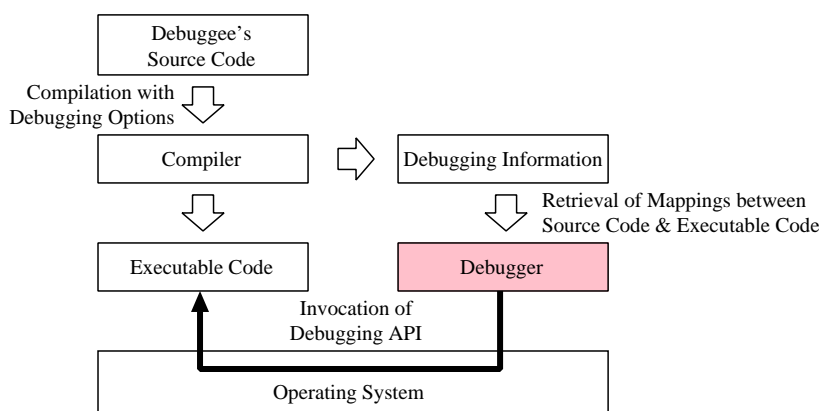 Debuggee's
Source Code
Compilation with
Debugging Options
Compiler
Debugging Information
Retrieval of Mappings between
Source Code & Executable Code
Executable Code
Debugger
Invocation of
Debugging API
Operating System